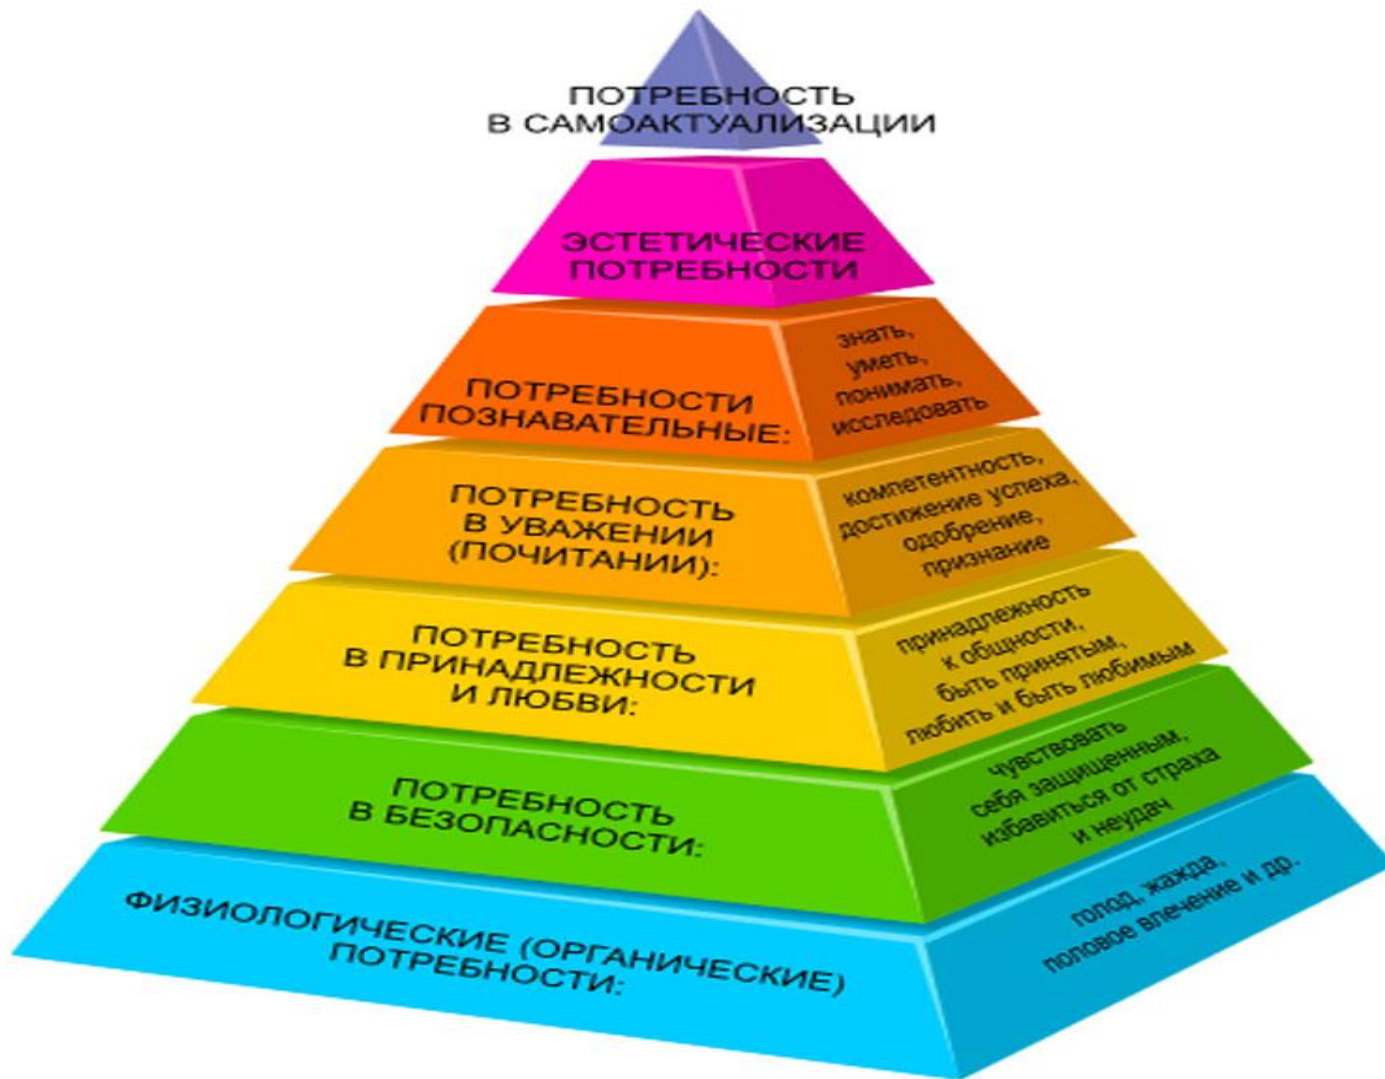 ПОТРЕБНОСТЬ
В САМОАКТУАЛИЗАЦИИ
ЭСТЕТИЧЕСКИЕ
ПОТРЕБНОСТИ
ПОТРЕБНОСТИ
ПОЗНАВАТЕЛЬНЫЕ:
знать,
уметь,
понимать,
исследовать
ПОТРЕБНОСТЬ
В УВАЖЕНИИ
(ПОЧИТАНИИ):
компетентность,
достижение успеха,
одобрение,
признание
ПОТРЕБНОСТЬ
В ПРИНАДЛЕЖНОСТИ
И ЛЮБВИ:
принадлежность
к общности,
быть принятым,
любить и быть любимым
ПОТРЕБНОСТЬ
В БЕЗОПАСНОСТИ:
чувствовать
себя защищенным,
избавиться от страха
и неудач
ФИЗИОЛОГИЧЕСКИЕ (ОРГАНИЧЕСКИЕ)
ПОТРЕБНОСТИ:
голод, жажда,
половое влечение и др.